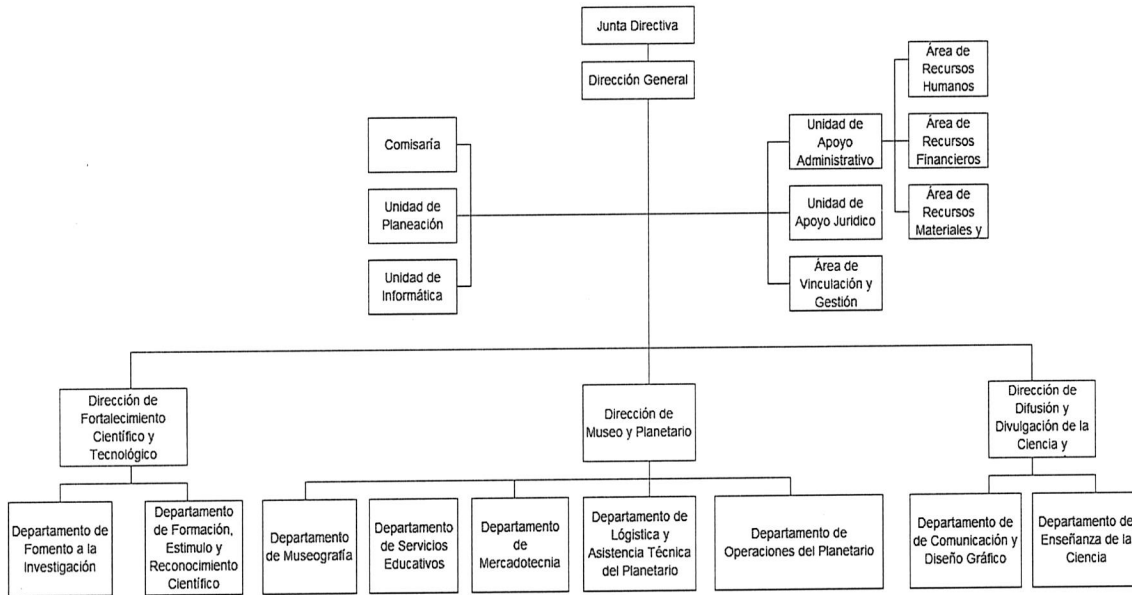 Junta Directiva
Dirección General
Área de
Recursos
Humanos
Comisaría
Unidad de
Apoyo
Administrativo
Área de
Recursos
Financieros
Unidad de
Planeación
Unidad de
Apoyo Juridico
Área de
Recursos
Materiales y
Unidad de
Informática
Área de
Vinculación y
Gestión
Dirección de
Fortalecimiento
Científico y
Tecnológico
Dirección de
Museo y Planetario
Dirección de
Difusión y
Divulgación de la
Ciencia y
Departamento de
Fomento a la
Investigación
Departamento
de Formación,
Estimulo y
Reconocimiento
Científico
Departamento
de Museografía
Departamento
de Servicios
Educativos
Departamento
de
Mercadotecnia
Departamento de
Lógistica y
Asistencia Técnica
del Planetario
Departamento de
Operaciones del Planetario
Departamento
de Comunicación y
Diseño Gráfico
Departamento de
Enseñanza de la
Ciencia